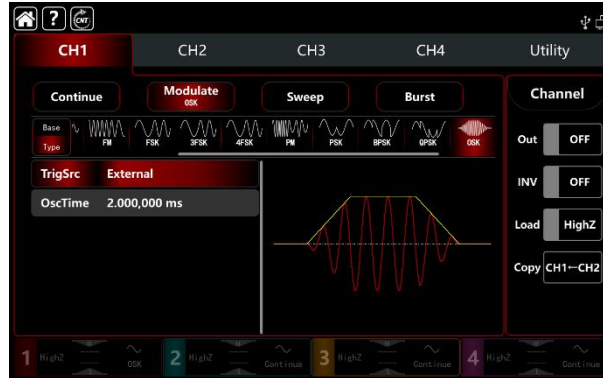 ? CNT
CH1 CH2 CH3 CH4 Utility
Continue Modulate Sweep Burst Channel
OSK
Base
Type FM FSK 3FSK 4FSK PM PSK BPSK QPSK OSK
Out OFF
TrigSrc External
INV OFF
OscTime 2.000,000 ms
Load HighZ
Copy CH1←CH2
1 HighZ OSK 2 HighZ Continue 3 HighZ Continue 4 HighZ Continue